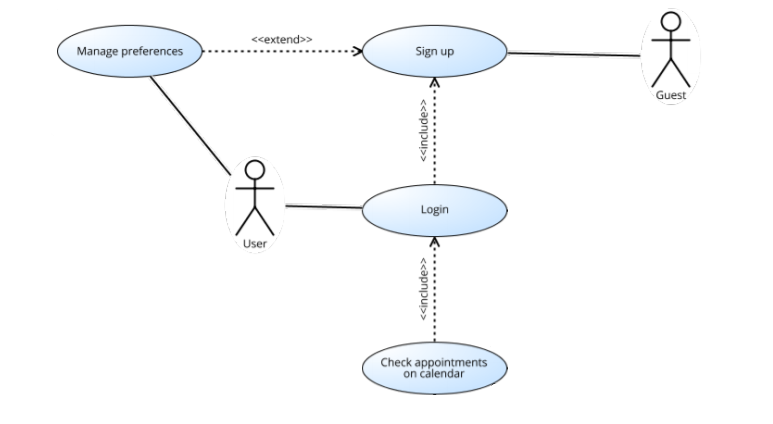 Manage preferences
<<extend>>
Sign up
Guest
<<include>>
User
Login
<<include>>
Check appointments
on calendar